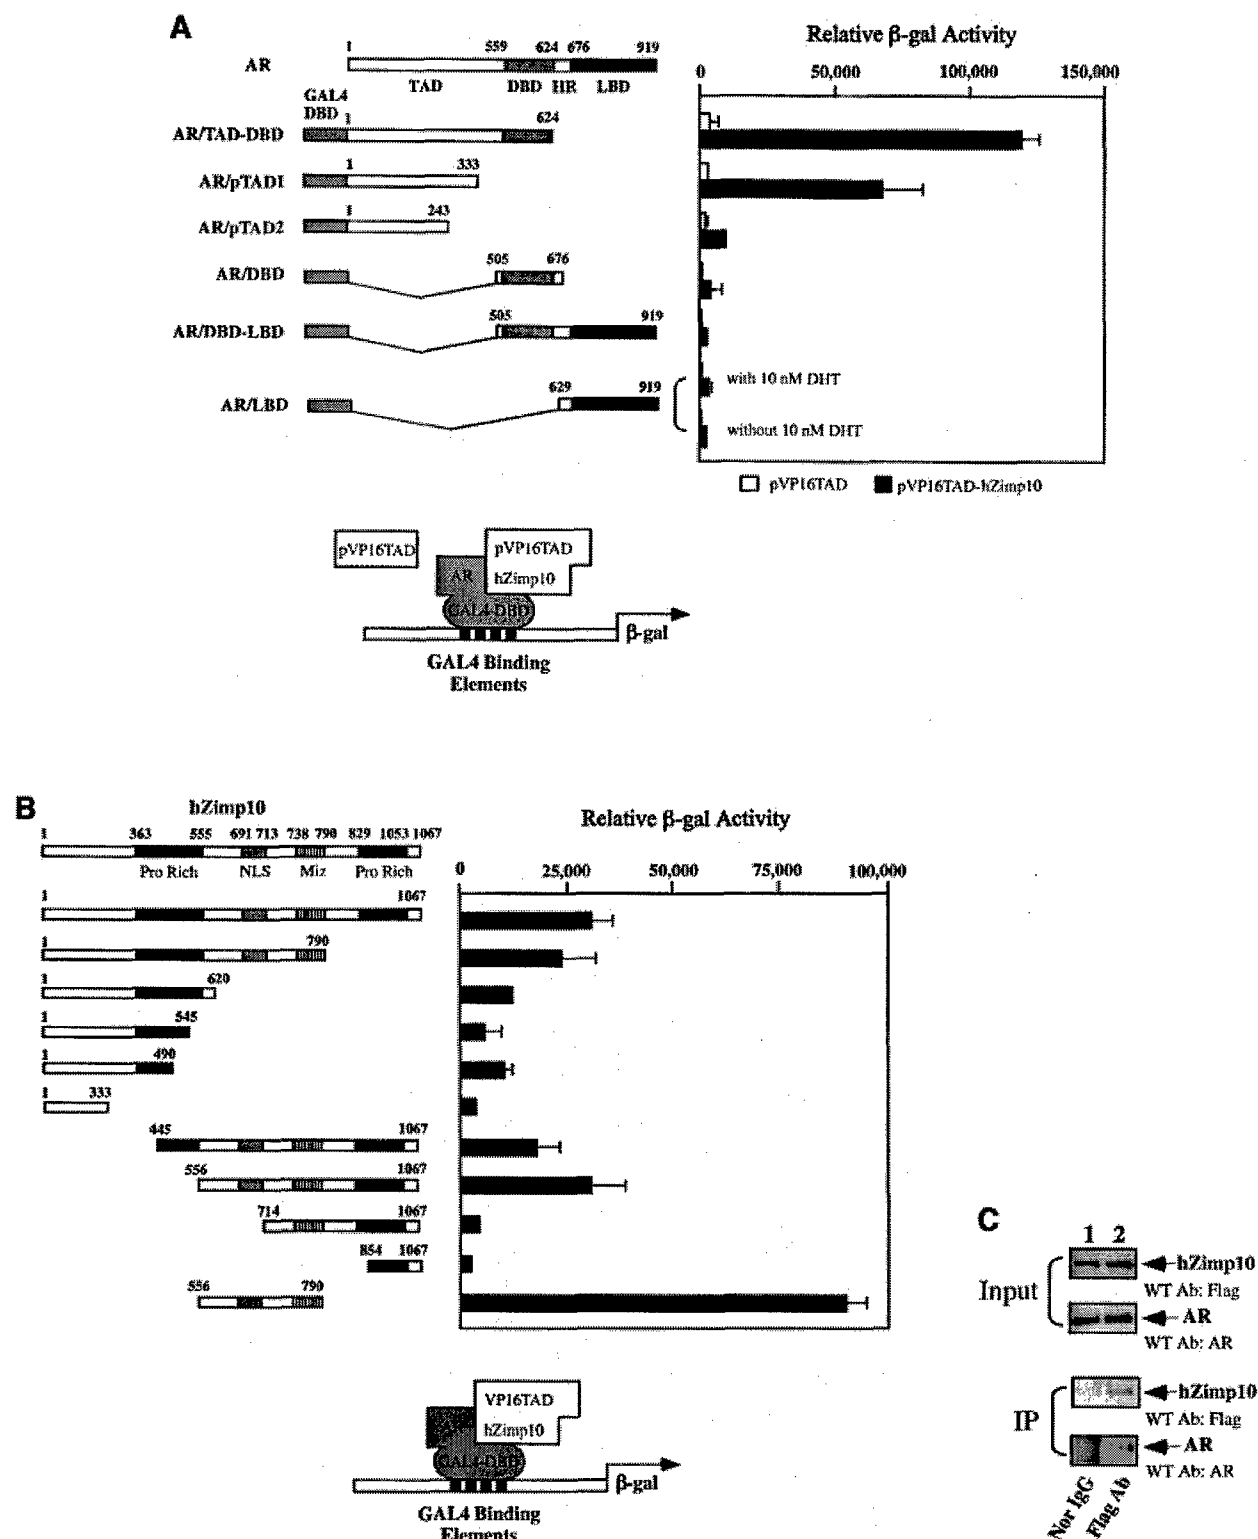 A
Relative β-gal Activity
1 559 624 676 919
AR
TAD DBD HR LBD
0 50,000 100,000 150,000
GAL4
DBD
1 624
AR/TAD-DBD
1 333
AR/pTAD1
1 243
AR/pTAD2
505 676
AR/DBD
505 919
AR/DBD-LBD
629 919
AR/LBD
with 10 nM DHT
without 10 nM DHT
pVP16TAD pVP16TAD-hZimp10
pVP16TAD
pVP16TAD
AR hZimp10
GAL4-DBD
β-gal
GAL4 Binding
Elements
B
hZimp10
Relative β-gal Activity
1 363 555 691 713 738 790 829 1053 1067
Pro Rich NLS Miz Pro Rich
0 25,000 50,000 75,000 100,000
1 1067
1 790
1 620
1 545
1 490
1 333
445 1067
556 1067
714 1067
854 1067
556 790
VP16TAD
hZimp10
GAL4-DBD
β-gal
GAL4 Binding
Elements
C
1 2
Input
hZimp10
WT Ab: Flag
AR
WT Ab: AR
IP
hZimp10
WT Ab: Flag
AR
WT Ab: AR
Nor IgG
Flag Ab